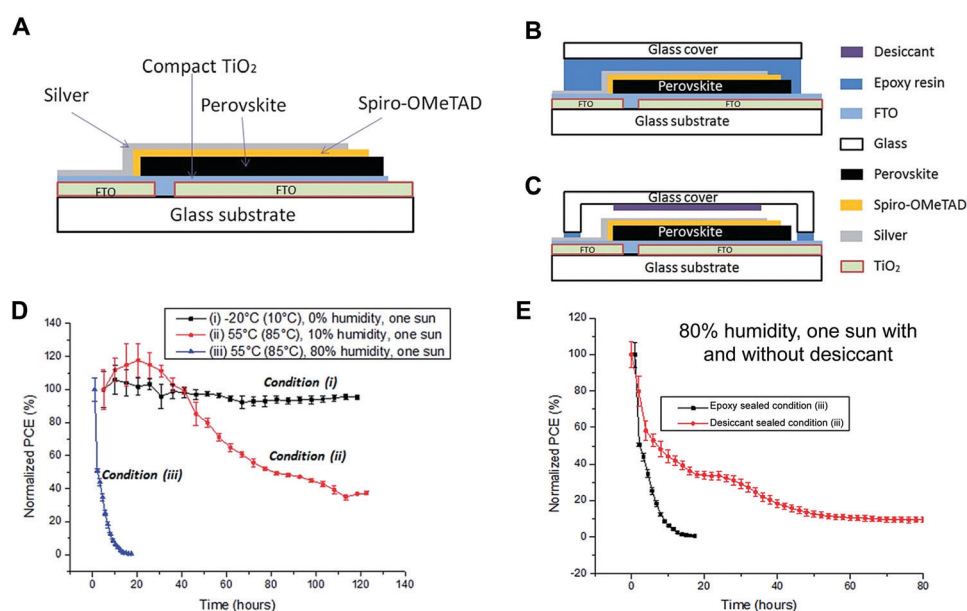 A
Compact TiO₂
Silver
Perovskite
Spiro-OMeTAD
FTO
FTO
Glass substrate
B
Glass cover
Perovskite
FTO
FTO
Glass substrate
C
Glass cover
Perovskite
FTO
FTO
Glass substrate
Desiccant
Epoxy resin
FTO
Glass
Perovskite
Spiro-OMeTAD
Silver
TiO₂
D
(i) -20°C (10°C), 0% humidity, one sun
(ii) 55°C (85°C), 10% humidity, one sun
(iii) 55°C (85°C), 80% humidity, one sun
Condition (i)
Condition (ii)
Condition (iii)
Normalized PCE (%)
140
120
100
80
60
40
20
0
0 20 40 60 80 100 120 140
Time (hours)
E
80% humidity, one sun with
and without desiccant
Epoxy sealed condition (iii)
Desiccant sealed condition (iii)
Normalized PCE (%)
120
100
80
60
40
20
0
-20
0 20 40 60 80
Time (hours)